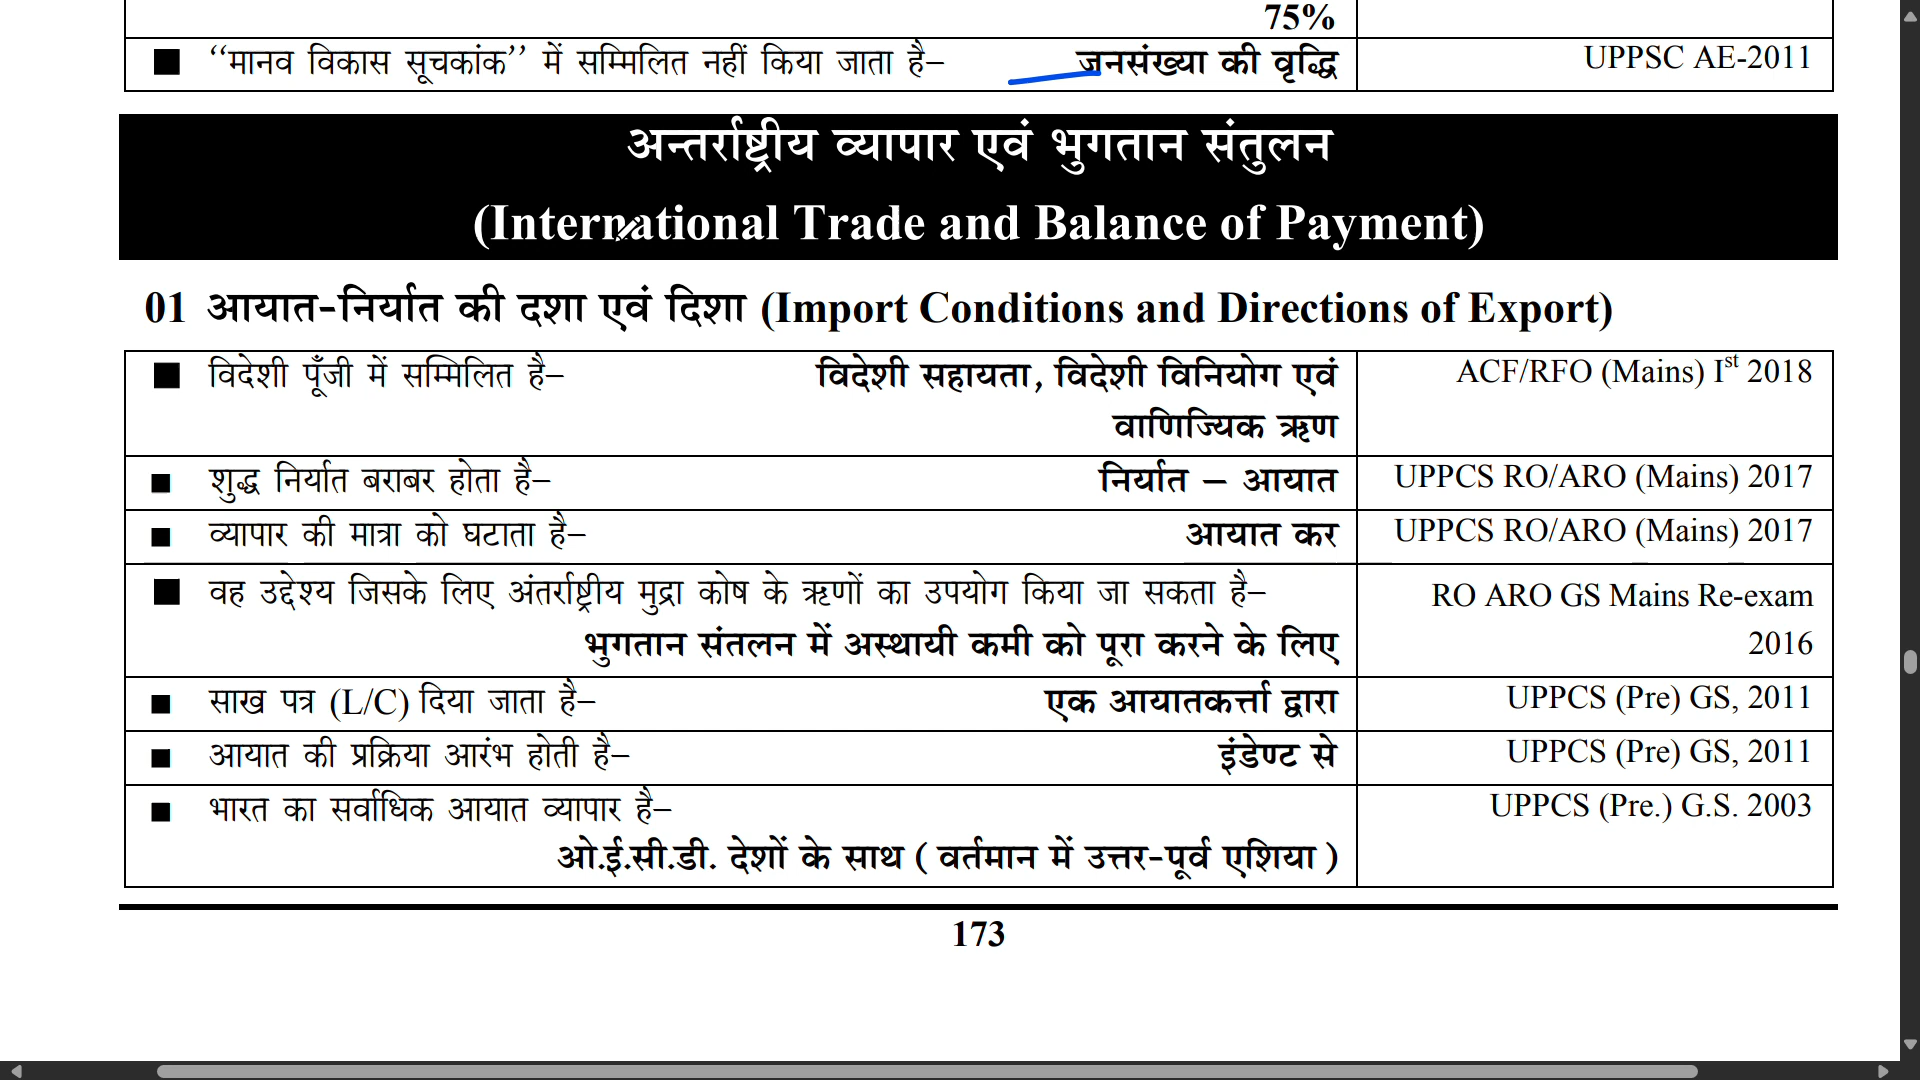 75%
■ ‘‘मानव विकास सूचकांक’’ में सम्मिलित नहीं किया जाता है– जनसंख्या की वृद्धि UPPSC AE-2011
अन्तर्राष्ट्रीय व्यापार एवं भुगतान संतुलन
(International Trade and Balance of Payment)
01 आयात-निर्यात की दशा एवं दिशा (Import Conditions and Directions of Export)
■ विदेशी पूँजी में सम्मिलित है– विदेशी सहायता, विदेशी विनियोग एवं ACF/RFO (Mains) Ist 2018
वाणिज्यिक ऋण
■ शुद्ध निर्यात बराबर होता है– निर्यात – आयात UPPCS RO/ARO (Mains) 2017
■ व्यापार की मात्रा को घटाता है– आयात कर UPPCS RO/ARO (Mains) 2017
■ वह उद्देश्य जिसके लिए अंतर्राष्ट्रीय मुद्रा कोष के ऋणों का उपयोग किया जा सकता है– RO ARO GS Mains Re-exam
भुगतान संतलन में अस्थायी कमी को पूरा करने के लिए 2016
■ साख पत्र (L/C) दिया जाता है– एक आयातकर्त्ता द्वारा UPPCS (Pre) GS, 2011
■ आयात की प्रक्रिया आरंभ होती है– इंडेण्ट से UPPCS (Pre) GS, 2011
■ भारत का सर्वाधिक आयात व्यापार है– UPPCS (Pre.) G.S. 2003
ओ.ई.सी.डी. देशों के साथ (वर्तमान में उत्तर-पूर्व एशिया)
173